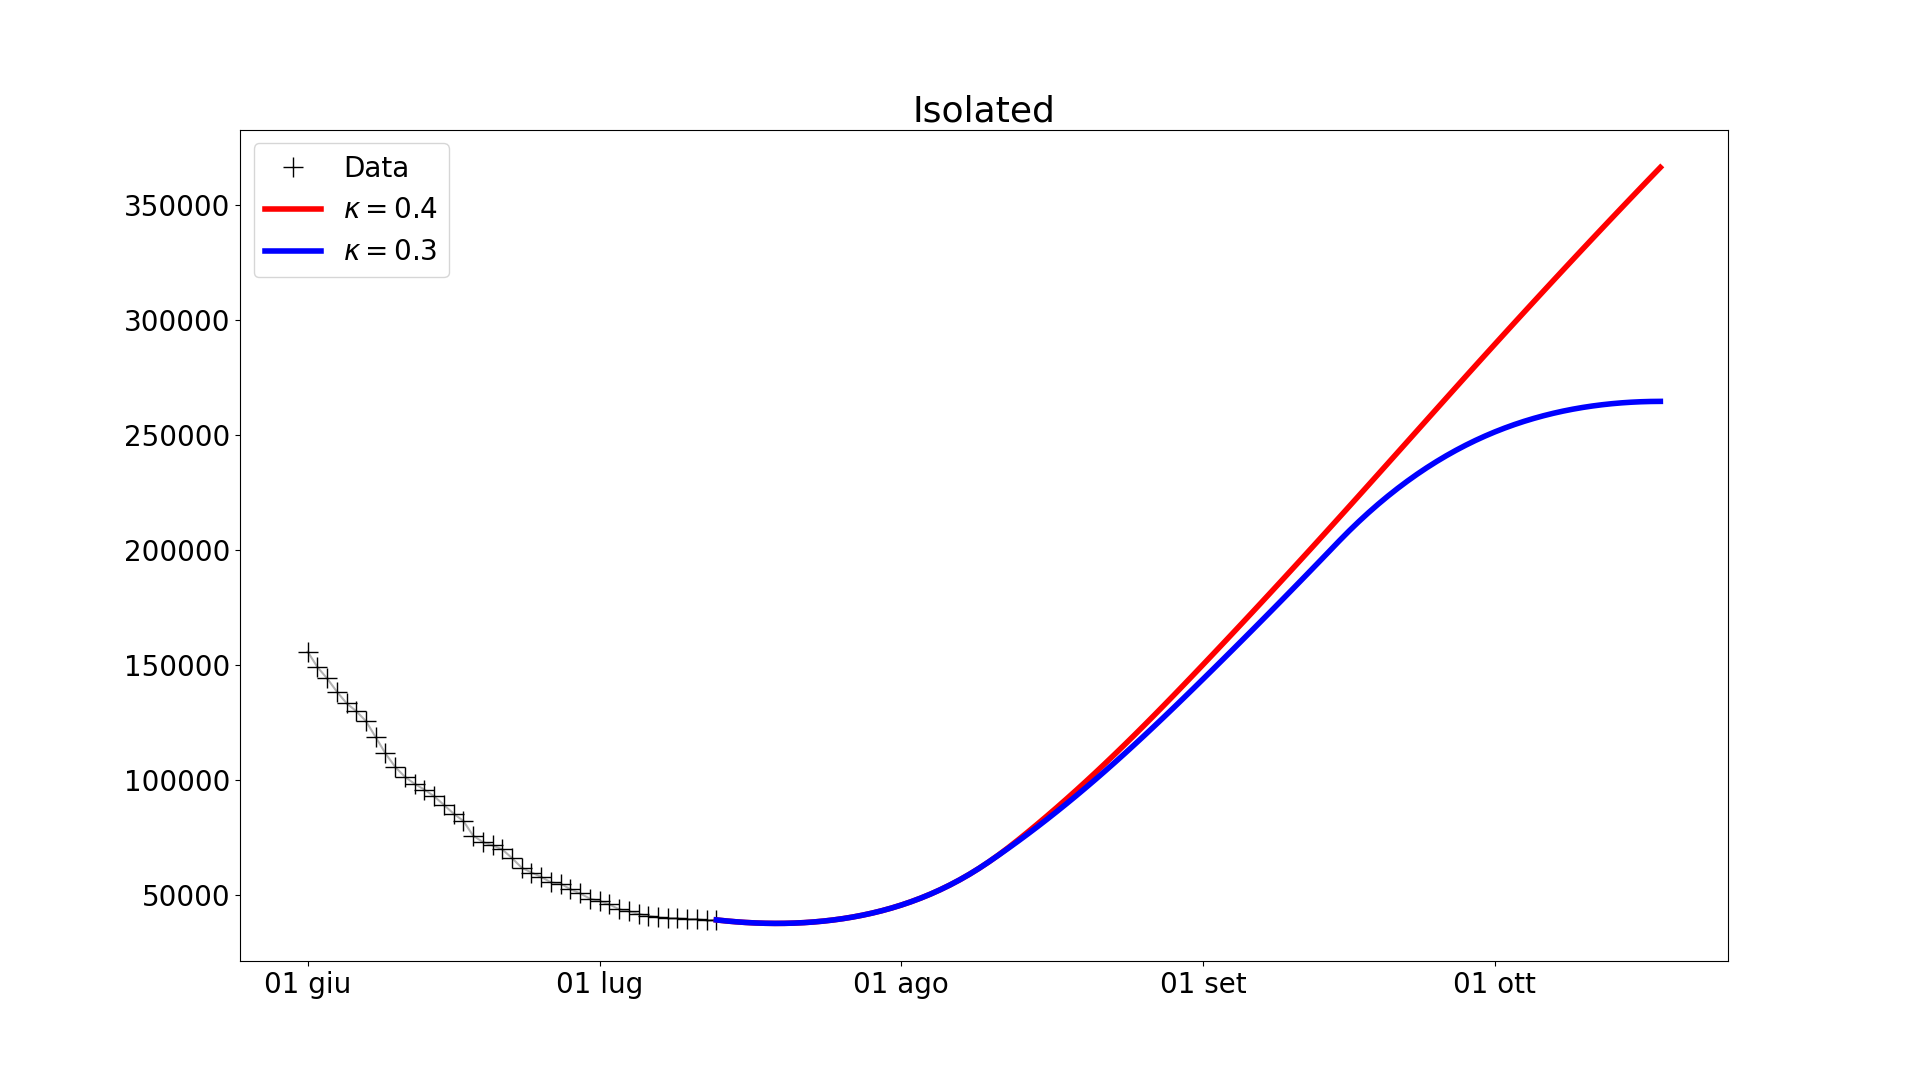 Isolated
Data
κ = 0.4
κ = 0.3
350000
300000
250000
200000
150000
100000
50000
01 giu
01 lug
01 ago
01 set
01 ott